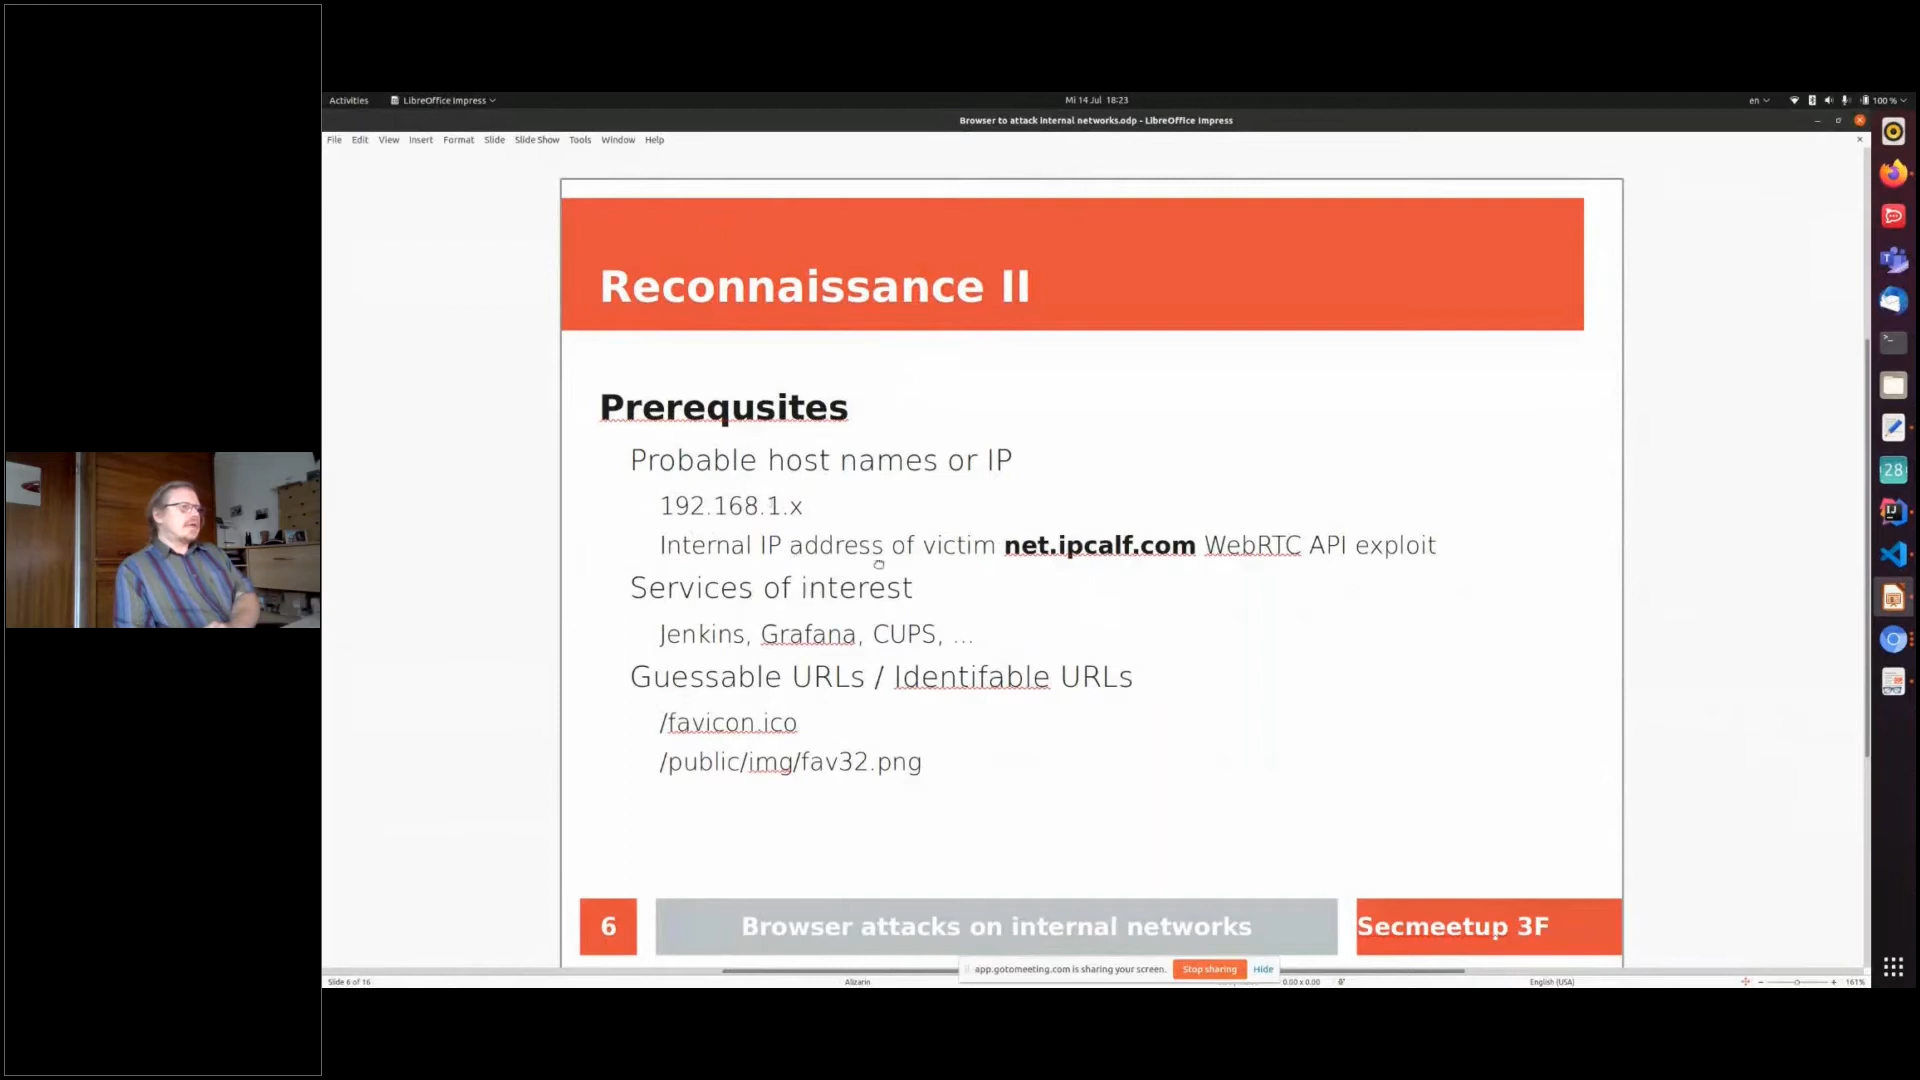 Activities LibreOffice Impress Mi 14 Jul 18:23 en 100 %
Browser to attack internal networks.odp - LibreOffice Impress
File Edit View Insert Format Slide Slide Show Tools Window Help
Reconnaissance II
Prerequsites
Probable host names or IP
192.168.1.x
Internal IP address of victim net.ipcalf.com WebRTC API exploit
Services of interest
Jenkins, Grafana, CUPS, ...
Guessable URLs / Identifable URLs
/favicon.ico
/public/img/fav32.png
6 Browser attacks on internal networks Secmeetup 3F
app.gotomeeting.com is sharing your screen. Stop sharing Hide
Slide 6 of 16 Alizarin 0.00 x 0.00 English (USA) 161%
28